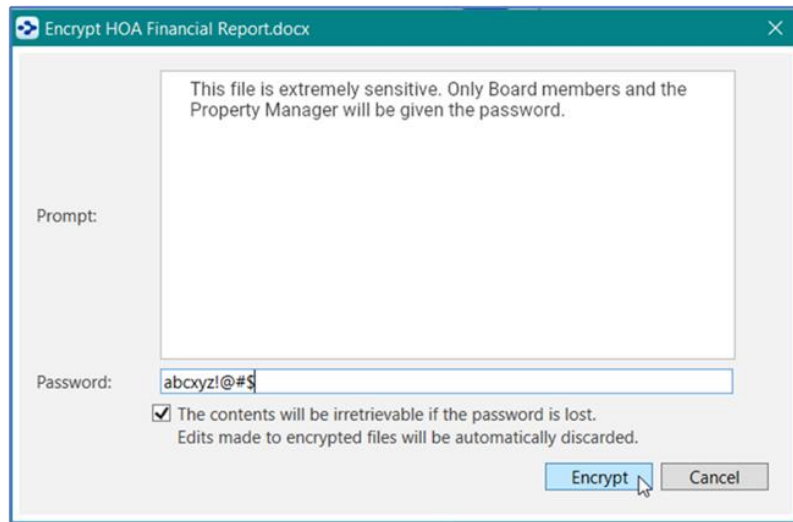 Encrypt HOA Financial Report.docx
This file is extremely sensitive. Only Board members and the
Property Manager will be given the password.
Prompt:
Password:
abcxyz!@#$
The contents will be irretrievable if the password is lost.
Edits made to encrypted files will be automatically discarded.
Encrypt
Cancel